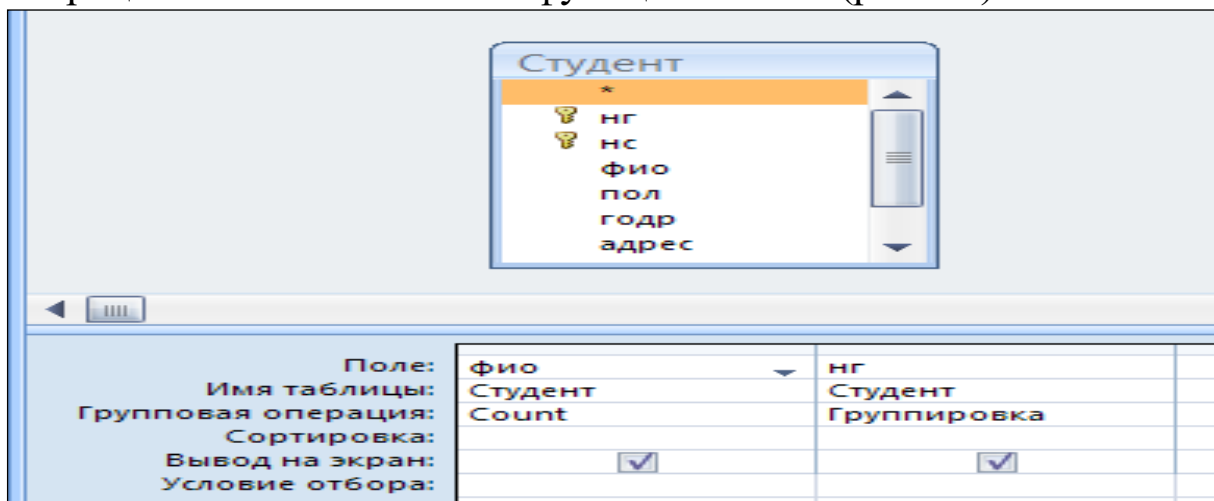 Студент
*
нг
нс
фио
пол
годр
адрес
Поле: фио нг
Имя таблицы: Студент Студент
Групповая операция: Count Группировка
Сортировка:
Вывод на экран:
Условие отбора: